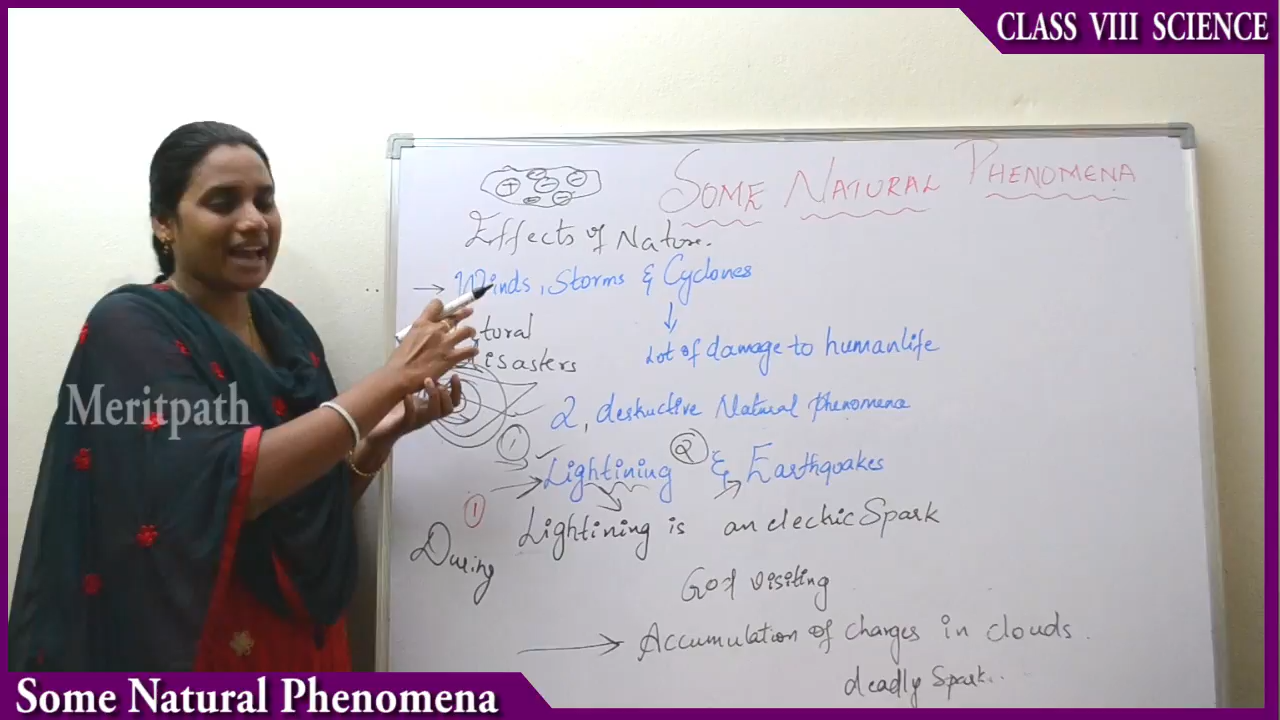 CLASS VIII SCIENCE
SOME NATURAL PHENOMENA
Effects of Nature.
→ Winds, Storms & Cyclones
Lot of damage to humanlife
tural
isasters
2, destructive Natural phenomena
1 2
→ Lightining & Earthquakes
1
Lightining is an electric Spark
During
God visiting
→ Accumulation of charges in clouds.
deadly Spark..
Meritpath
Some Natural Phenomena